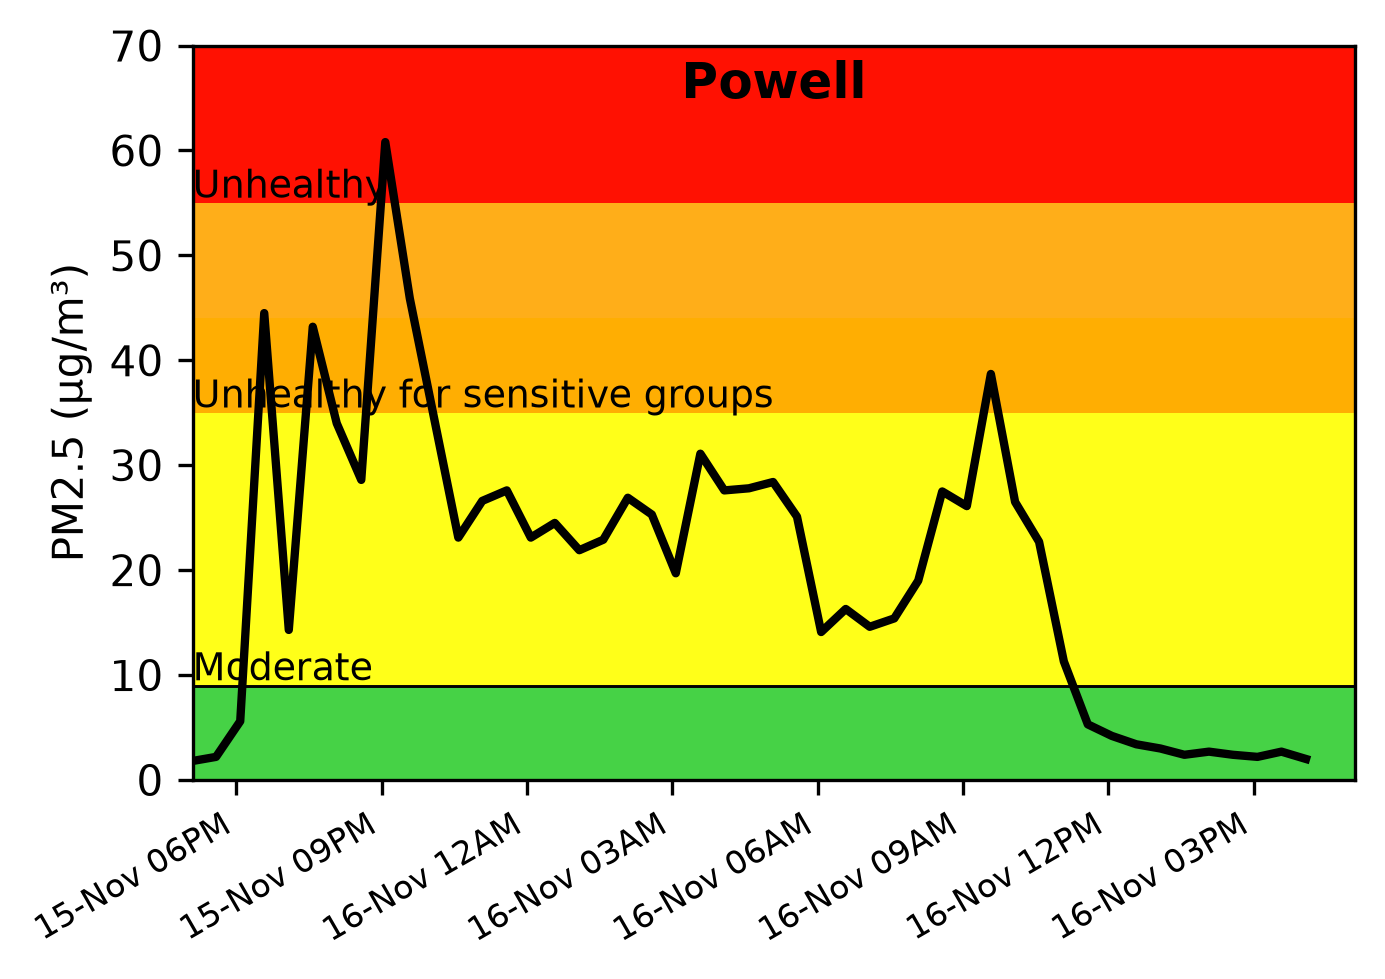 Powell
PM2.5 (µg/m³)
70
60
50
40
30
20
10
0
Unhealthy
Unhealthy for sensitive groups
Moderate
15-Nov 06PM
15-Nov 09PM
16-Nov 12AM
16-Nov 03AM
16-Nov 06AM
16-Nov 09AM
16-Nov 12PM
16-Nov 03PM